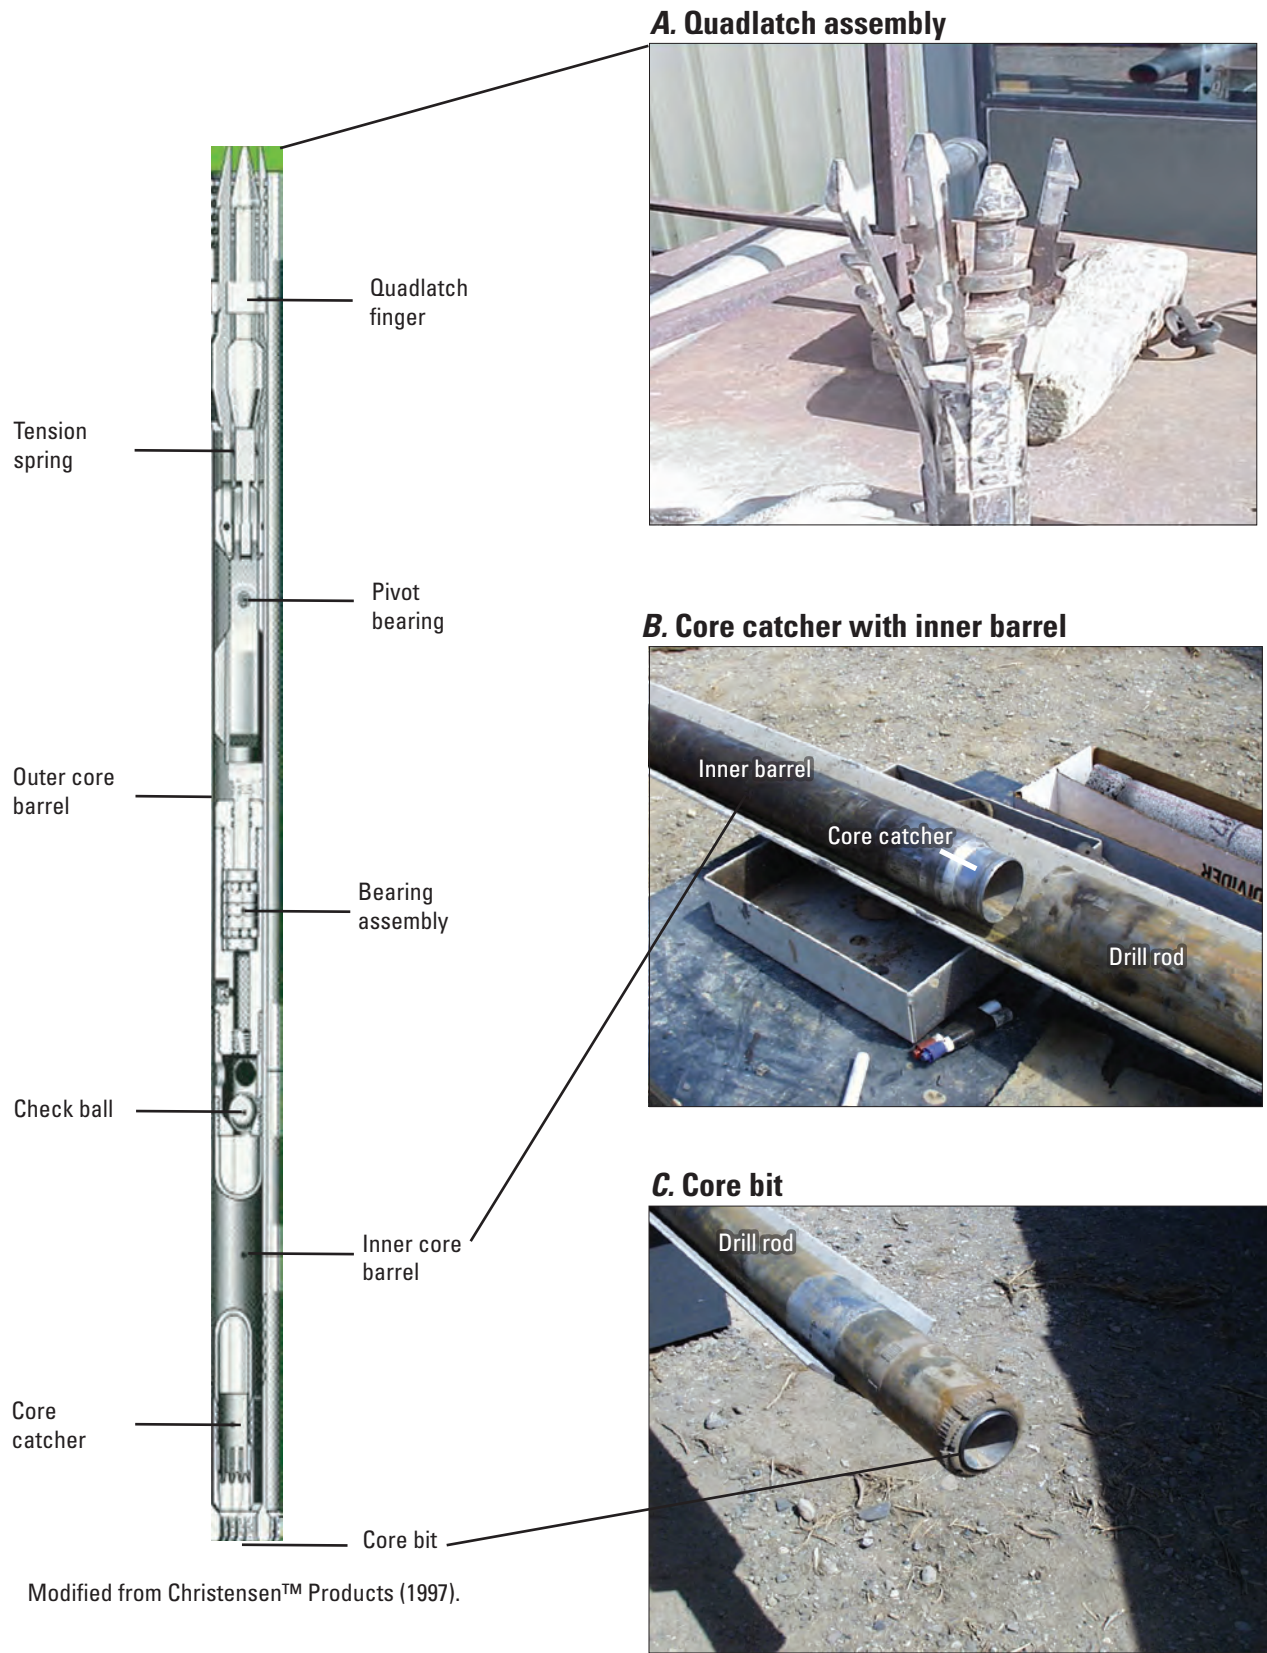 A. Quadlatch assembly
Quadlatch
finger
Tension
spring
Pivot
bearing
B. Core catcher with inner barrel
Inner barrel
Core catcher
DIVIDER
Drill rod
Outer core
barrel
Bearing
assembly
Check ball
C. Core bit
Drill rod
Inner core
barrel
Core
catcher
Core bit
Modified from Christensen™ Products (1997).